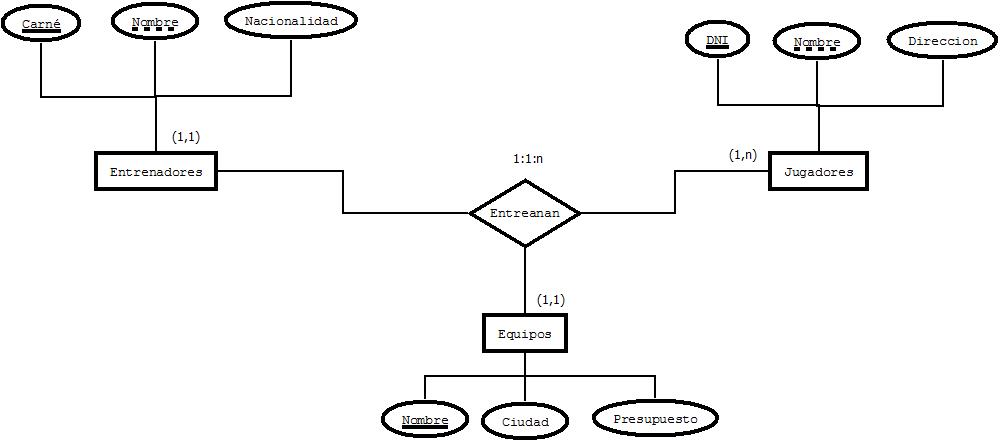 Carné
Nombre
Nacionalidad
DNI
Nombre
Direccion
(1,1)
1:1:n
(1,n)
Entrenadores
Jugadores
Entreanan
(1,1)
Equipos
Nombre
Ciudad
Presupuesto